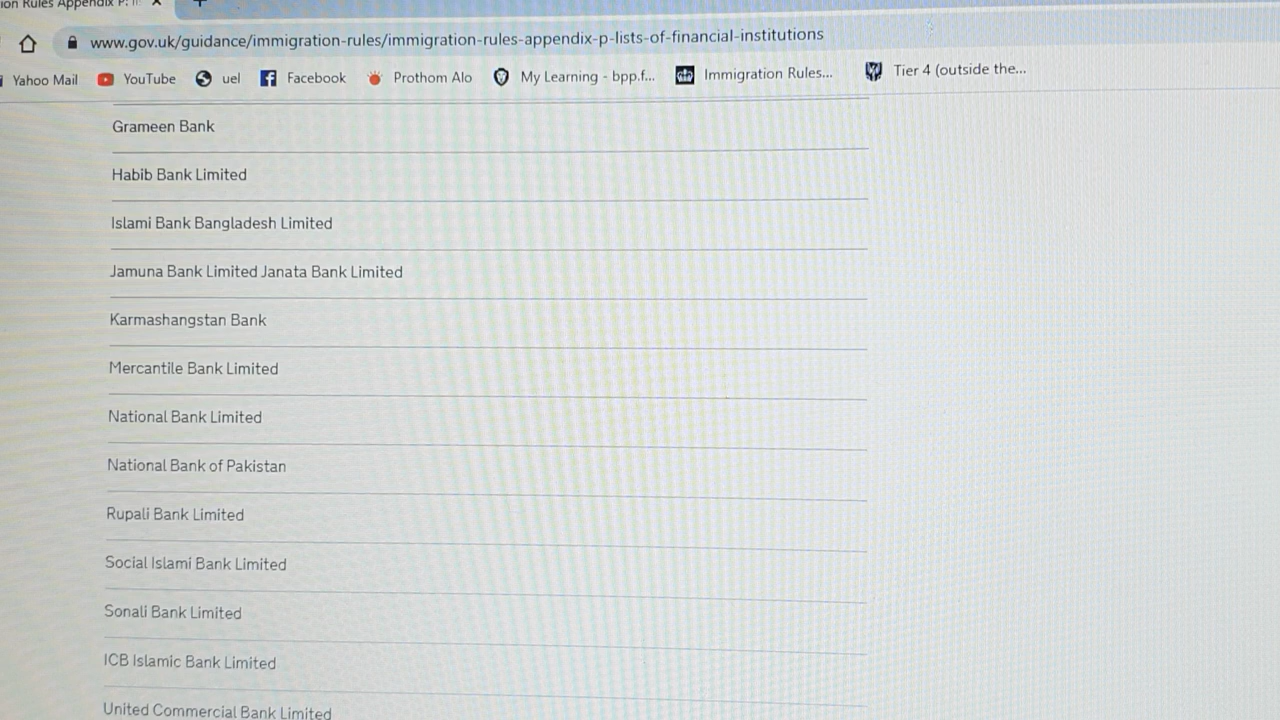 ion Rules Appendix P: li
www.gov.uk/guidance/immigration-rules/immigration-rules-appendix-p-lists-of-financial-institutions
Yahoo Mail YouTube uel Facebook Prothom Alo My Learning - bpp.f... Immigration Rules... Tier 4 (outside the...
Grameen Bank
Habib Bank Limited
Islami Bank Bangladesh Limited
Jamuna Bank Limited Janata Bank Limited
Karmashangstan Bank
Mercantile Bank Limited
National Bank Limited
National Bank of Pakistan
Rupali Bank Limited
Social Islami Bank Limited
Sonali Bank Limited
ICB Islamic Bank Limited
United Commercial Bank Limited